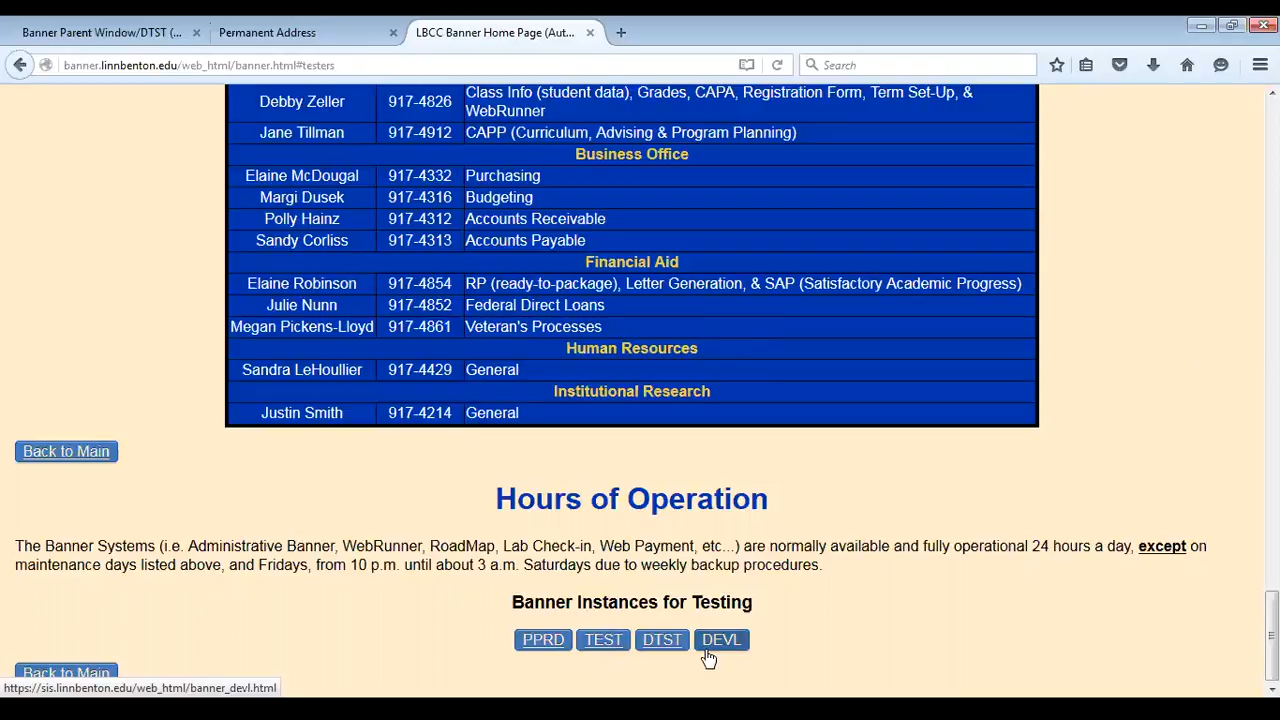 Banner Parent Window/DTST (... × Permanent Address × LBCC Banner Home Page (Aut... × +
banner.linnbenton.edu/web_html/banner.html#testers Search
Debby Zeller 917-4826 Class Info (student data), Grades, CAPA, Registration Form, Term Set-Up, &
WebRunner
Jane Tillman 917-4912 CAPP (Curriculum, Advising & Program Planning)
Business Office
Elaine McDougal 917-4332 Purchasing
Margi Dusek 917-4316 Budgeting
Polly Hainz 917-4312 Accounts Receivable
Sandy Corliss 917-4313 Accounts Payable
Financial Aid
Elaine Robinson 917-4854 RP (ready-to-package), Letter Generation, & SAP (Satisfactory Academic Progress)
Julie Nunn 917-4852 Federal Direct Loans
Megan Pickens-Lloyd 917-4861 Veteran's Processes
Human Resources
Sandra LeHoullier 917-4429 General
Institutional Research
Justin Smith 917-4214 General
Back to Main
Hours of Operation
The Banner Systems (i.e. Administrative Banner, WebRunner, RoadMap, Lab Check-in, Web Payment, etc...) are normally available and fully operational 24 hours a day, except on
maintenance days listed above, and Fridays, from 10 p.m. until about 3 a.m. Saturdays due to weekly backup procedures.
Banner Instances for Testing
PPRD TEST DTST DEVL
Back to Main
https://sis.linnbenton.edu/web_html/banner_devl.html